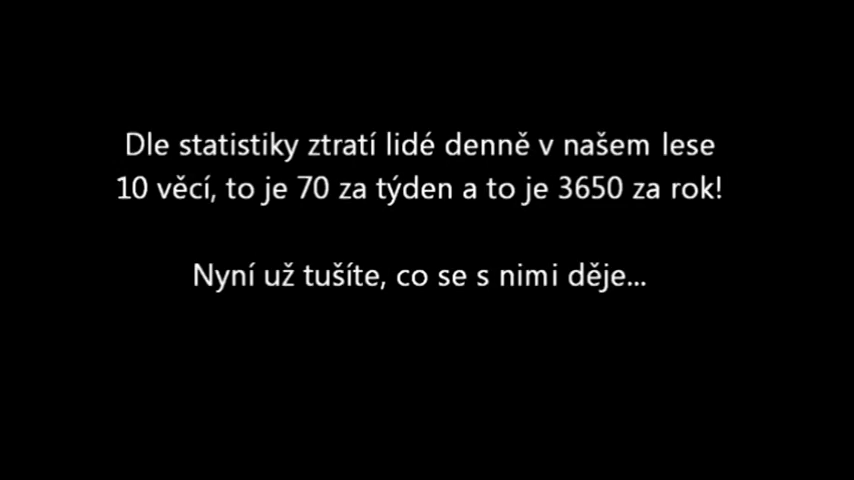 Dle statistiky ztratí lidé denně v našem lese
10 věcí, to je 70 za týden a to je 3650 za rok!
Nyní už tušíte, co se s nimi děje...